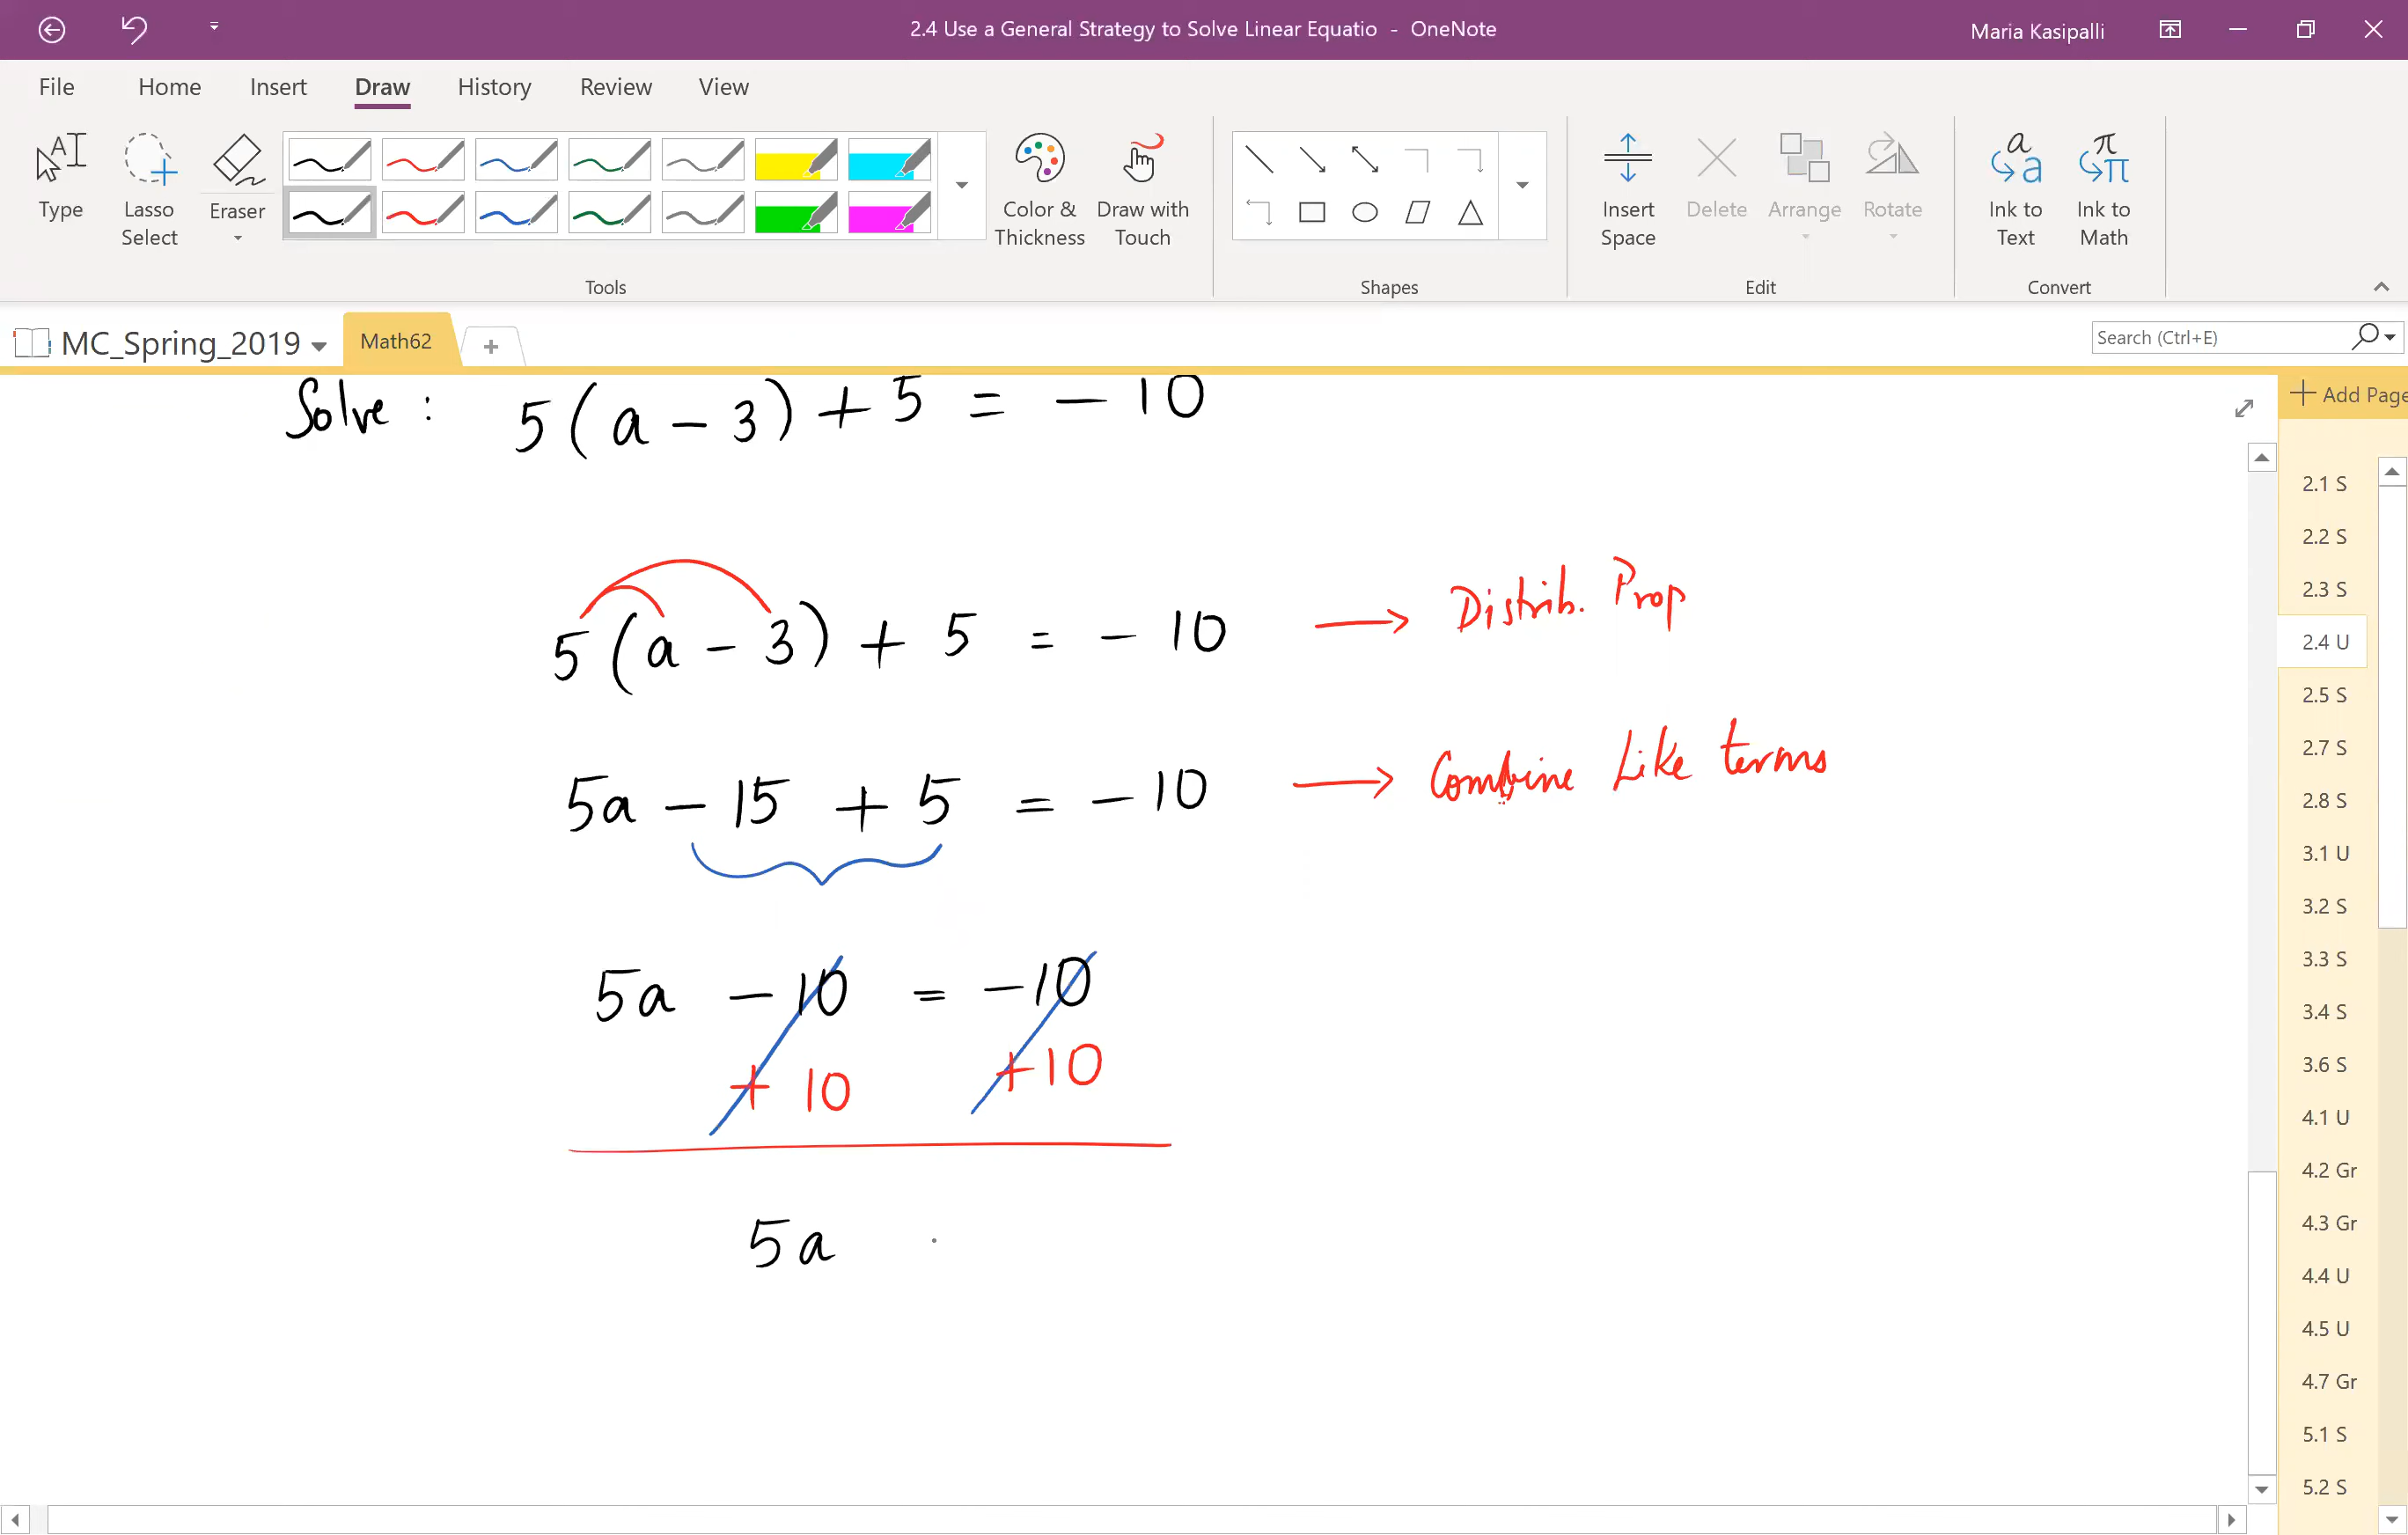 2.4 Use a General Strategy to Solve Linear Equatio - OneNote
Maria Kasipalli
File Home Insert Draw History Review View
Type
Lasso Select
Eraser
Color & Thickness
Draw with Touch
Insert Space
Delete
Arrange
Rotate
Ink to Text
Ink to Math
Tools Shapes Edit Convert
MC_Spring_2019 Math62 +
Search (Ctrl+E)
Add Page
Solve : 5(a - 3) + 5 = - 10
5(a - 3) + 5 = - 10 → Distrib. Prop
5a - 15 + 5 = - 10 → Combine Like terms
5a - 10 = - 10
+ 10 + 10
5a
2.1 S
2.2 S
2.3 S
2.4 U
2.5 S
2.7 S
2.8 S
3.1 U
3.2 S
3.3 S
3.4 S
3.6 S
4.1 U
4.2 Gr
4.3 Gr
4.4 U
4.5 U
4.7 Gr
5.1 S
5.2 S